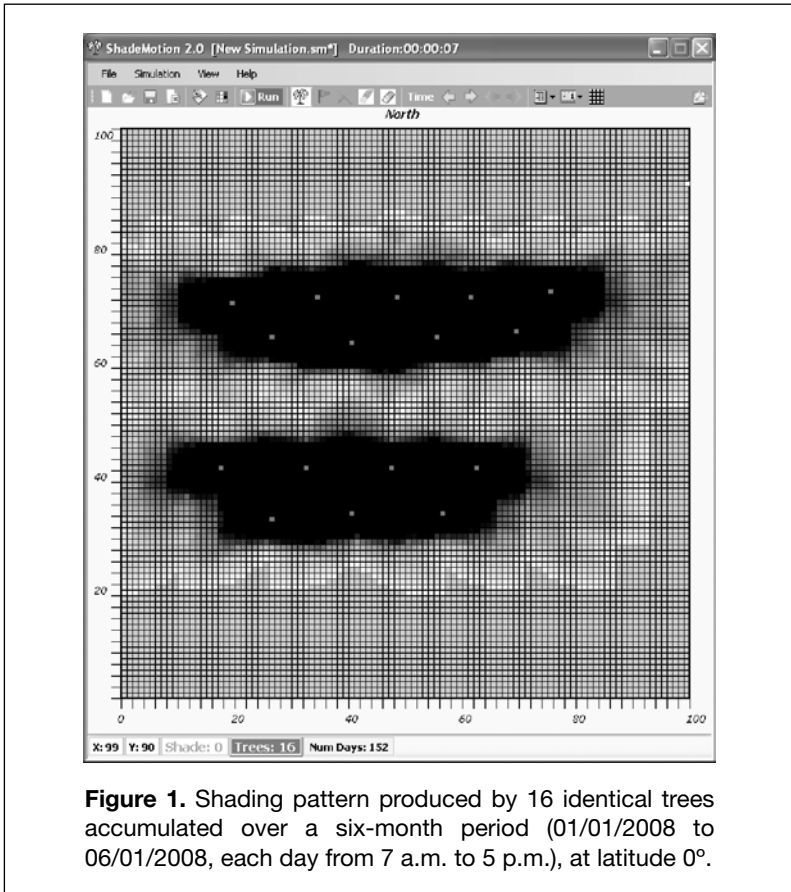 ShadeMotion 2.0 [New Simulation.sm*] Duration:00:00:07
File Simulation View Help
Run Time
North
100
80
60
40
20
0 20 40 60 80 100
X: 99 Y: 90 Shade: 0 Trees: 16 Num Days: 152
Figure 1. Shading pattern produced by 16 identical trees
accumulated over a six-month period (01/01/2008 to
06/01/2008, each day from 7 a.m. to 5 p.m.), at latitude 0º.